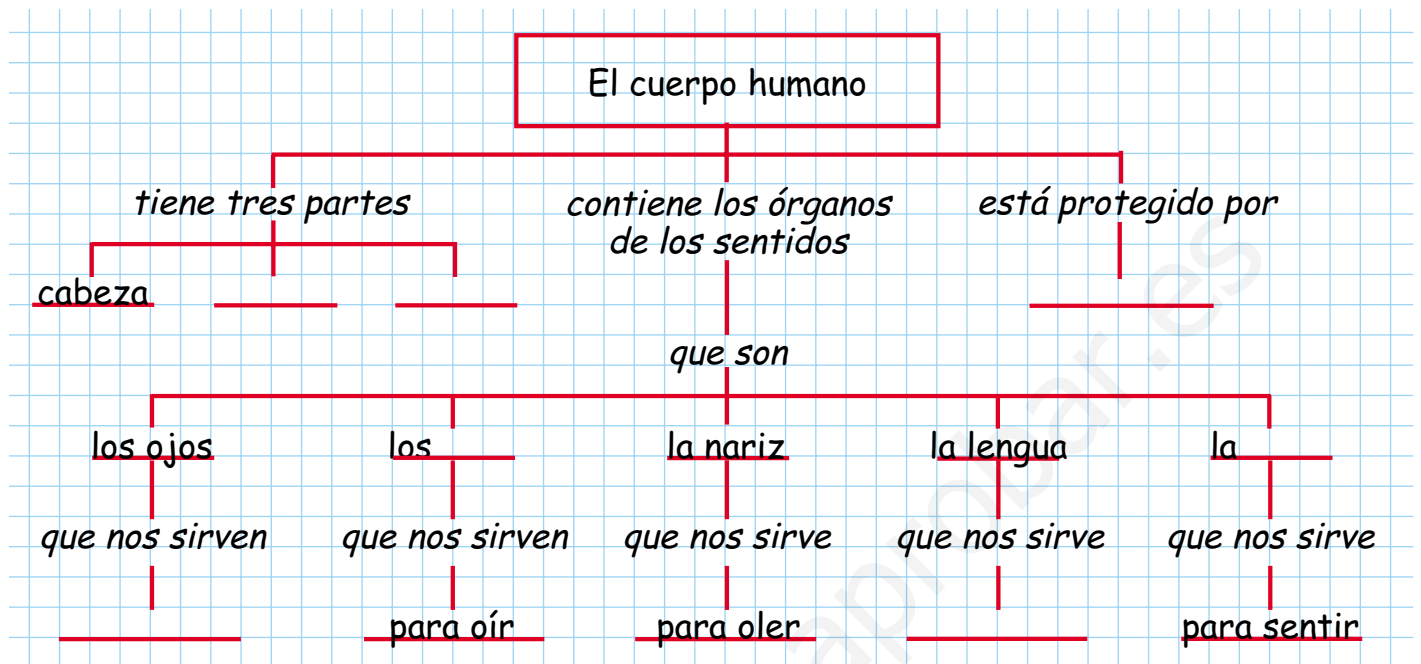 El cuerpo humano
tiene tres partes
contiene los órganos
de los sentidos
está protegido por
cabeza
que son
los ojos
los
la nariz
la lengua
la
que nos sirven
que nos sirven
que nos sirve
que nos sirve
que nos sirve
para oír
para oler
para sentir
aprobar.es